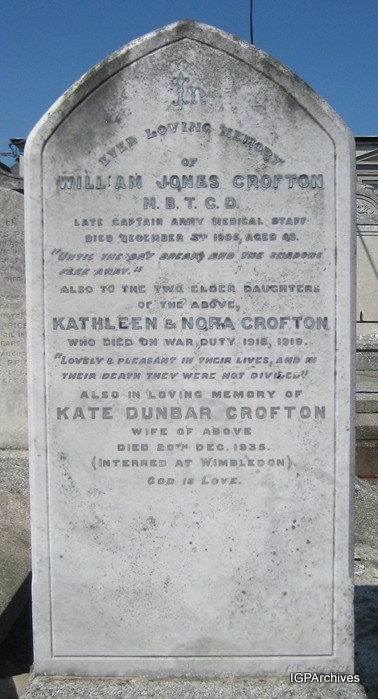 In
EVER LOVING MEMORY
OF
WILLIAM JONES CROFTON
M.B.T.C.D.
LATE CAPTAIN ARMY MEDICAL STAFF
DIED DECEMBER 3RD 1905, AGED 48.
"UNTIL THE DAY BREAK, AND THE SHADOWS
FLEE AWAY."
ALSO TO THE TWO ELDER DAUGHTERS
OF THE ABOVE,
KATHLEEN & NORA CROFTON
WHO DIED ON WAR DUTY 1915, 1919.
"LOVELY & PLEASANT IN THEIR LIVES, AND IN
THEIR DEATH THEY WERE NOT DIVIDED"
ALSO IN LOVING MEMORY OF
KATE DUNBAR CROFTON
WIFE OF ABOVE
DIED 20TH DEC. 1935.
(INTERRED AT WIMBLEDON)
GOD IS LOVE.
IGPArchives